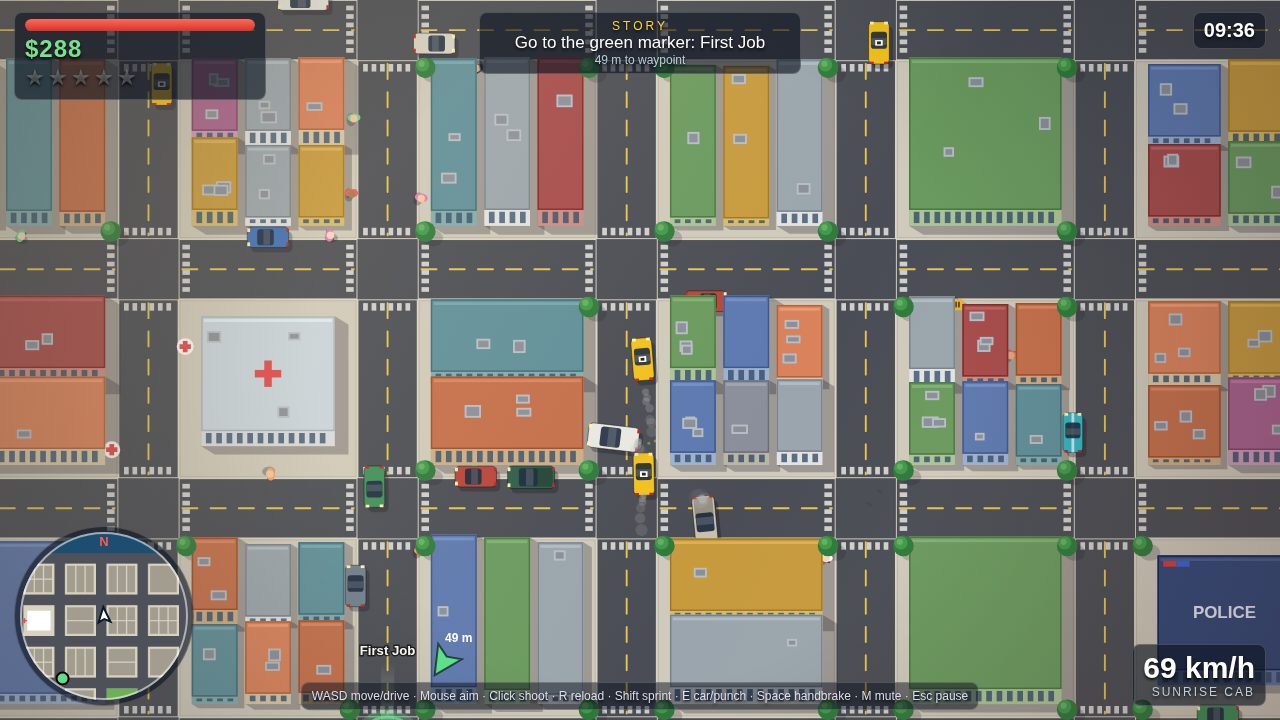 $288
STORY
Go to the green marker: First Job
49 m to waypoint
09:36
N
49 m
First Job
POLICE
69 km/h
SUNRISE CAB
WASD move/drive · Mouse aim · Click shoot · R reload · Shift sprint · E car/punch · Space handbrake · M mute · Esc pause